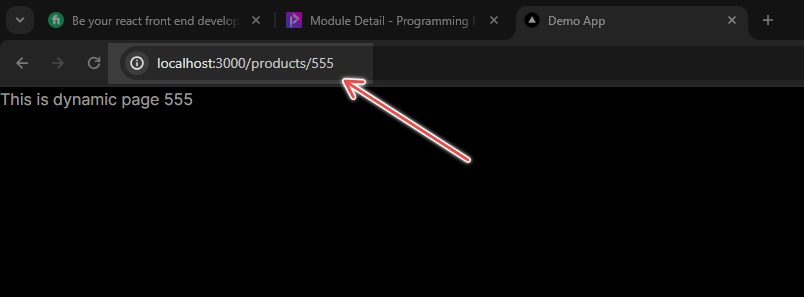 Be your react front end develop
Module Detail - Programming
Demo App
localhost:3000/products/555
This is dynamic page 555